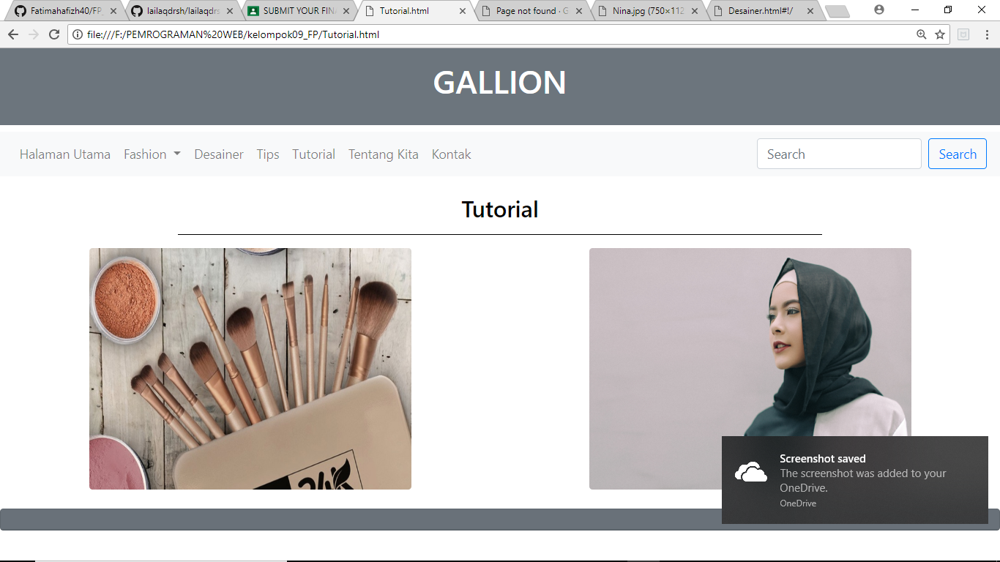 Fatimahafizh40/FP
lailaqdrsh/lailaqdrs
SUBMIT YOUR FIN
Tutorial.html
Page not found · G
Nina.jpg (750×112
Desainer.html#!/
file:///F:/PEMROGRAMAN%20WEB/kelompok09_FP/Tutorial.html
GALLION
Halaman Utama Fashion Desainer Tips Tutorial Tentang Kita Kontak Search Search
Tutorial
Screenshot saved
The screenshot was added to your
OneDrive.
OneDrive